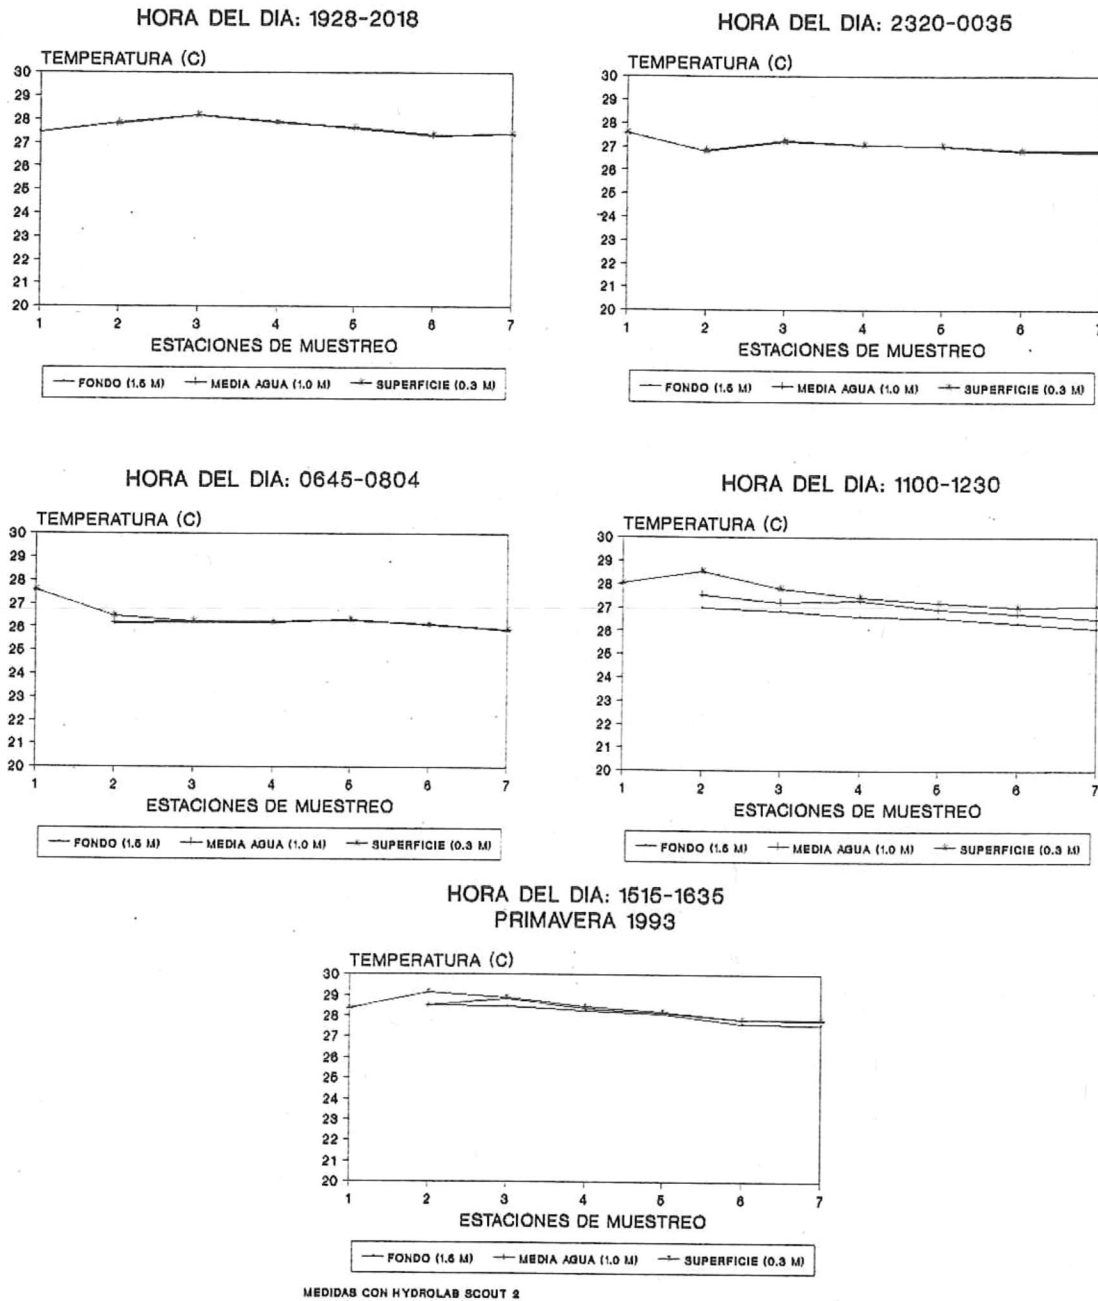 HORA DEL DIA: 1928-2018
TEMPERATURA (C)
30
29
28
27
26
25
24
23
22
21
20
1 2 3 4 5 6 7
ESTACIONES DE MUESTREO
FONDO (1.5 M) MEDIA AGUA (1.0 M) SUPERFICIE (0.3 M)
HORA DEL DIA: 2320-0035
TEMPERATURA (C)
30
29
28
27
26
25
24
23
22
21
20
1 2 3 4 5 6 7
ESTACIONES DE MUESTREO
FONDO (1.5 M) MEDIA AGUA (1.0 M) SUPERFICIE (0.3 M)
HORA DEL DIA: 0645-0804
TEMPERATURA (C)
30
29
28
27
26
25
24
23
22
21
20
1 2 3 4 5 6 7
ESTACIONES DE MUESTREO
FONDO (1.5 M) MEDIA AGUA (1.0 M) SUPERFICIE (0.3 M)
HORA DEL DIA: 1100-1230
TEMPERATURA (C)
30
29
28
27
26
25
24
23
22
21
20
1 2 3 4 5 6 7
ESTACIONES DE MUESTREO
FONDO (1.5 M) MEDIA AGUA (1.0 M) SUPERFICIE (0.3 M)
HORA DEL DIA: 1515-1635
PRIMAVERA 1993
TEMPERATURA (C)
30
29
28
27
26
25
24
23
22
21
20
1 2 3 4 5 6 7
ESTACIONES DE MUESTREO
FONDO (1.5 M) MEDIA AGUA (1.0 M) SUPERFICIE (0.3 M)
MEDIDAS CON HYDROLAB SCOUT 2